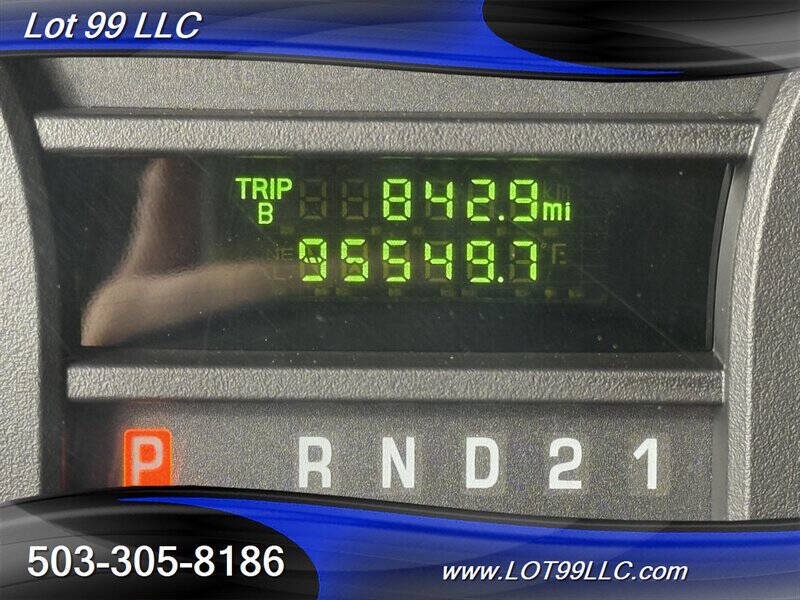 Lot 99 LLC
TRIP B 842.9 mi
95549.7
P R N D 2 1
503-305-8186
www.LOT99LLC.com